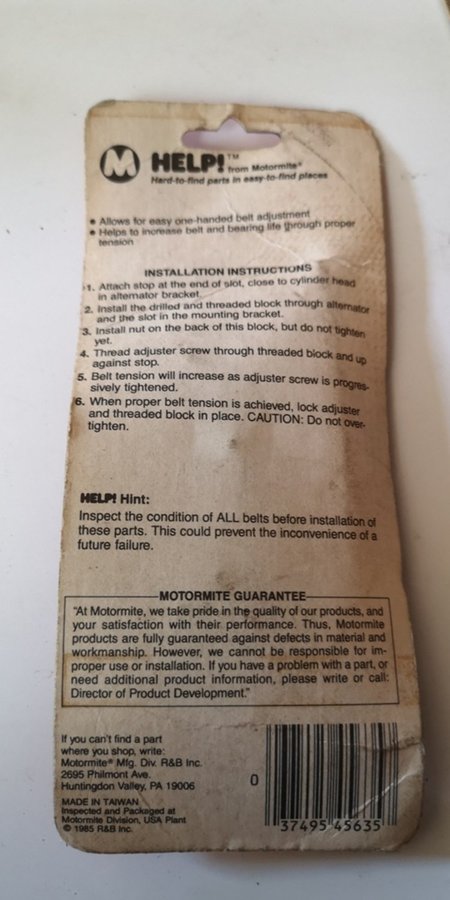 M HELP!™ from Motormite®
Hard-to-find parts in easy-to-find places
• Allows for easy one-handed belt adjustment
• Helps to increase belt and bearing life through proper
tension
INSTALLATION INSTRUCTIONS
1. Attach stop at the end of slot, close to cylinder head
in alternator bracket.
2. Install the drilled and threaded block through alternator
and the slot in the mounting bracket.
3. Install nut on the back of this block, but do not tighten
yet.
4. Thread adjuster screw through threaded block and up
against stop.
5. Belt tension will increase as adjuster screw is progres-
sively tightened.
6. When proper belt tension is achieved, lock adjuster
and threaded block in place. CAUTION: Do not over-
tighten.
HELP! Hint:
Inspect the condition of ALL belts before installation of
these parts. This could prevent the inconvenience of a
future failure.
MOTORMITE GUARANTEE
"At Motormite, we take pride in the quality of our products, and
your satisfaction with their performance. Thus, Motormite
products are fully guaranteed against defects in material and
workmanship. However, we cannot be responsible for im-
proper use or installation. If you have a problem with a part, or
need additional product information, please write or call:
Director of Product Development."
If you can't find a part
where you shop, write:
Motormite® Mfg. Div. R&B Inc.
2695 Philmont Ave.
Huntingdon Valley, PA 19006
MADE IN TAIWAN
Inspected and Packaged at
Motormite Division, USA Plant
© 1985 R&B Inc.
0 37495 45635